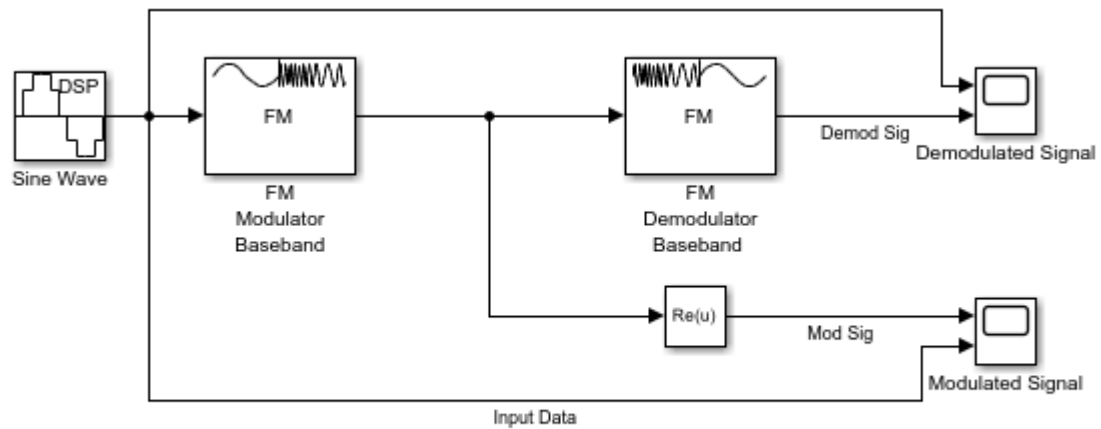 DSP
Sine Wave
FM
FM
Modulator
Baseband
FM
FM
Demodulator
Baseband
Demod Sig
Demodulated Signal
Re(u)
Mod Sig
Modulated Signal
Input Data